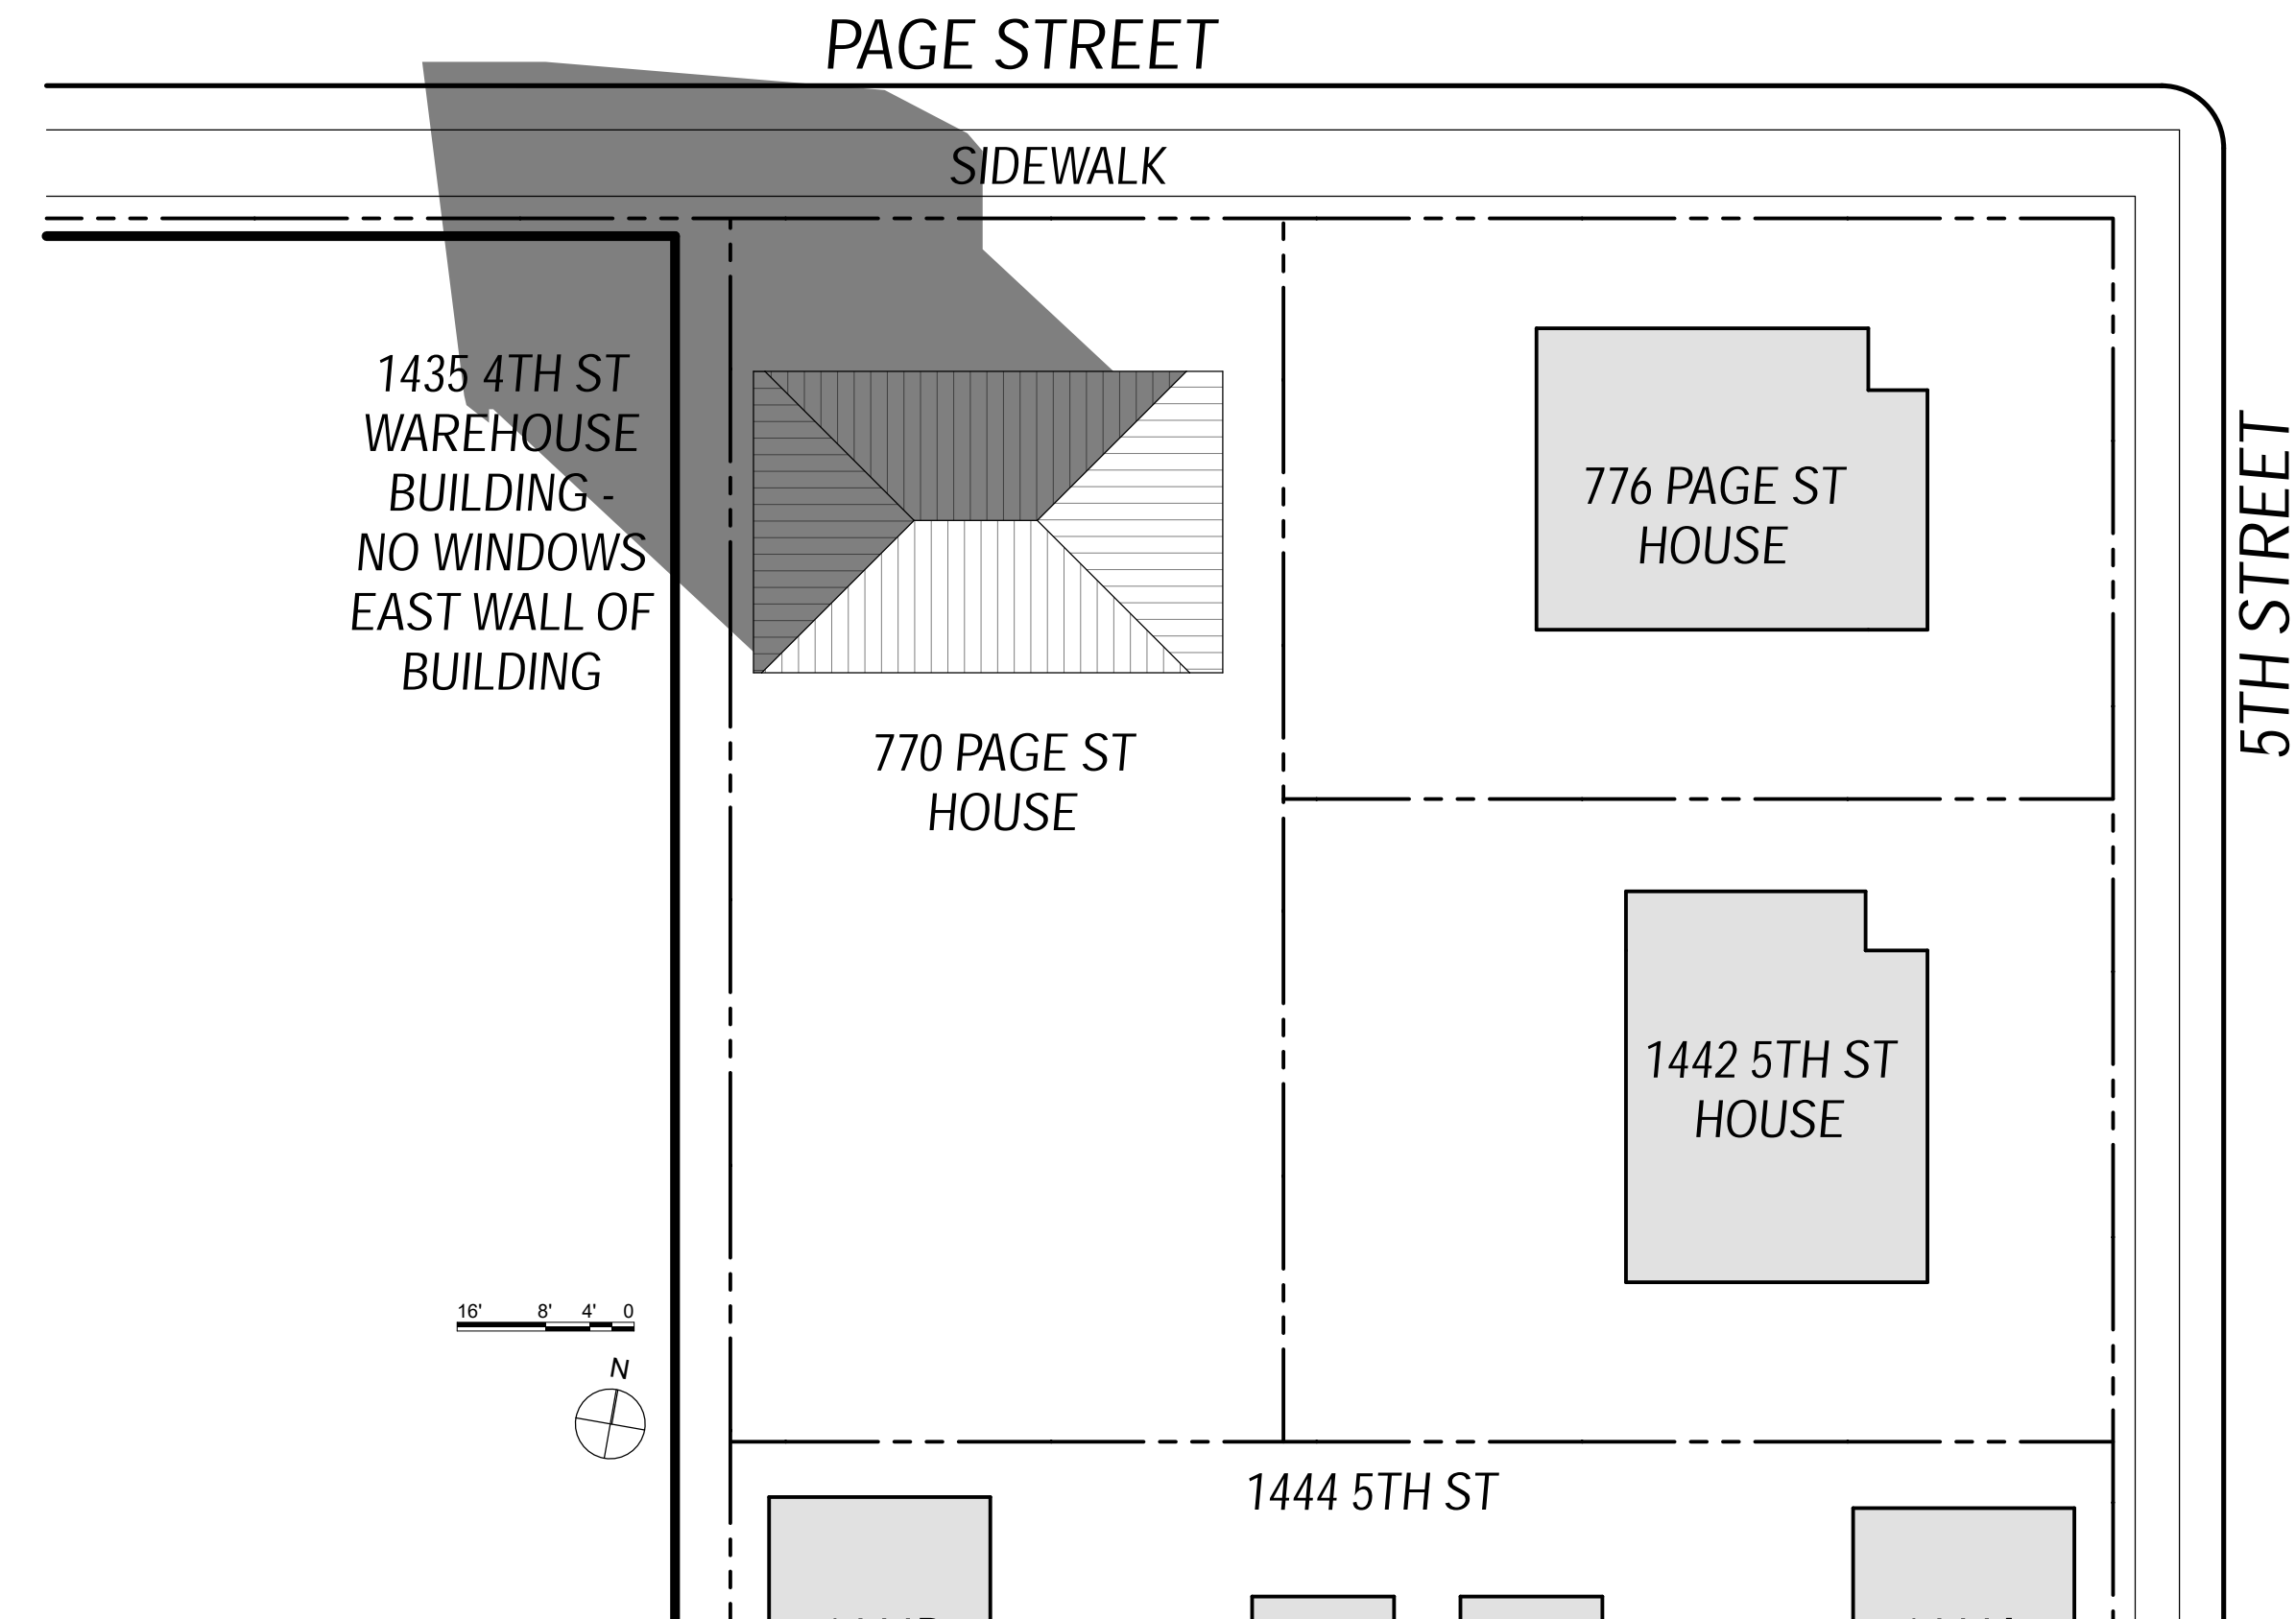 PAGE STREET
SIDEWALK
1435 4TH ST
WAREHOUSE
BUILDING -
NO WINDOWS
EAST WALL OF
BUILDING
776 PAGE ST
HOUSE
5TH STREET
770 PAGE ST
HOUSE
1442 5TH ST
HOUSE
16' 8' 4' 0
N
1444 5TH ST